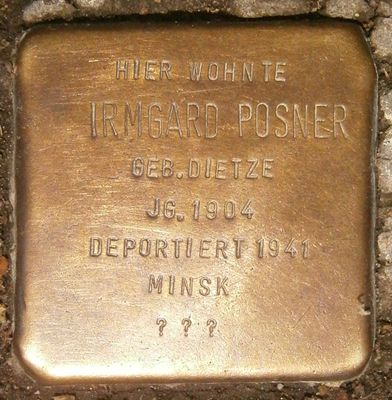 HIER WOHNTE
IRMGARD POSNER
GEB. DIETZE
JG. 1904
DEPORTIERT 1941
MINSK
? ? ?